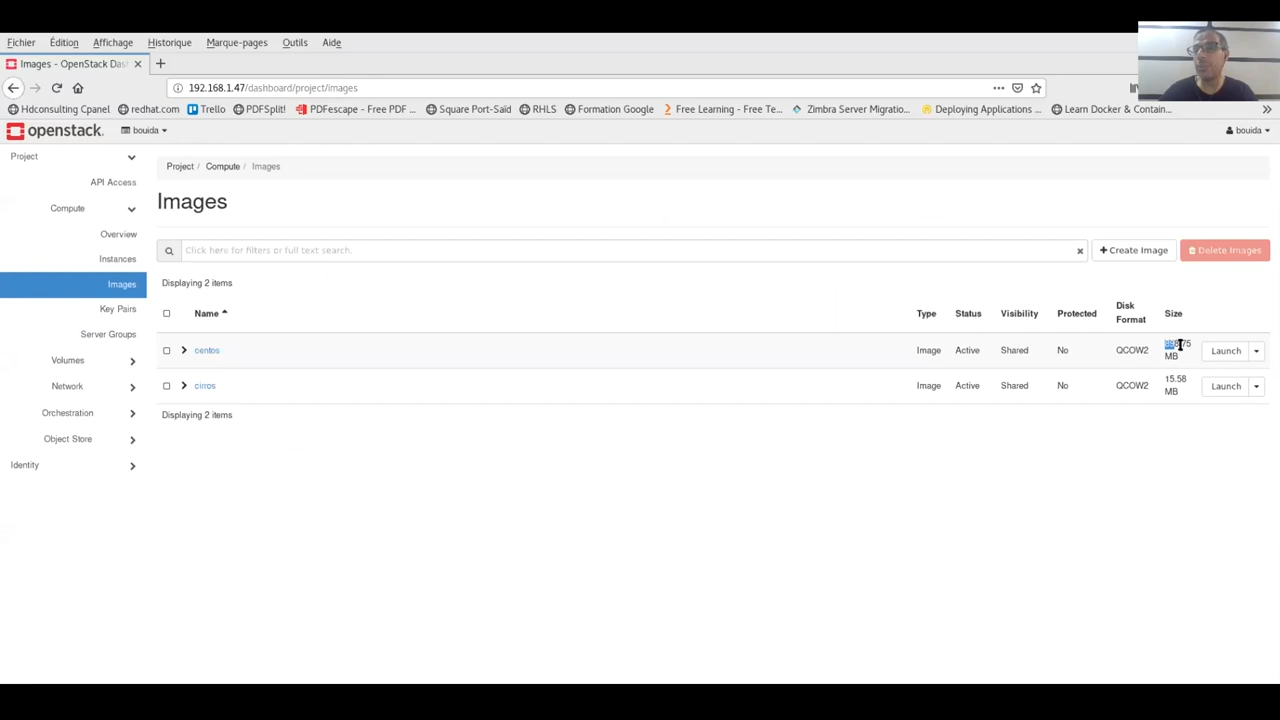 Fichier Édition Affichage Historique Marque-pages Outils Aide
Images - OpenStack Das
192.168.1.47/dashboard/project/images
Hdconsulting Cpanel redhat.com Trello PDFSplit! PDFescape - Free PDF ... Square Port-Saïd RHLS Formation Google Free Learning - Free Te... Zimbra Server Migratio... Deploying Applications ... Learn Docker & Contain...
openstack. bouida bouida
Project
API Access
Compute
Overview
Instances
Images
Key Pairs
Server Groups
Volumes
Network
Orchestration
Object Store
Identity
Project / Compute / Images
Images
Click here for filters or full text search. Create Image Delete Images
Displaying 2 items
Name Type Status Visibility Protected Disk Format Size
centos Image Active Shared No QCOW2 MB Launch
cirros Image Active Shared No QCOW2 15.58 MB Launch
Displaying 2 items